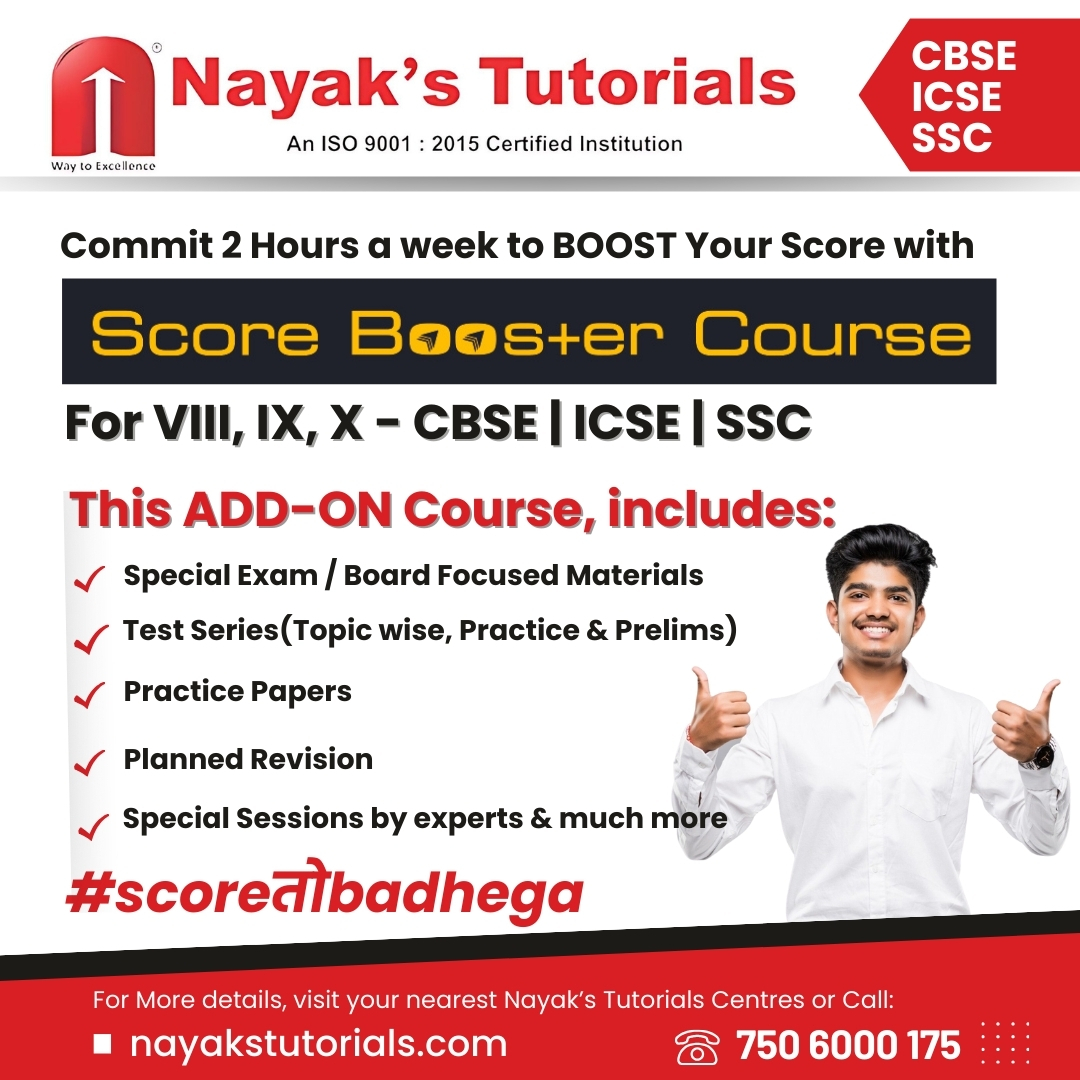 Nayak's Tutorials
An ISO 9001 : 2015 Certified Institution
Way to Excellence
CBSE
ICSE
SSC
Commit 2 Hours a week to BOOST Your Score with
Score Booster Course
For VIII, IX, X - CBSE | ICSE | SSC
This ADD-ON Course, includes:
Special Exam / Board Focused Materials
Test Series(Topic wise, Practice & Prelims)
Practice Papers
Planned Revision
Special Sessions by experts & much more
#scoreतोbadhega
For More details, visit your nearest Nayak's Tutorials Centres or Call:
nayakstutorials.com
750 6000 175